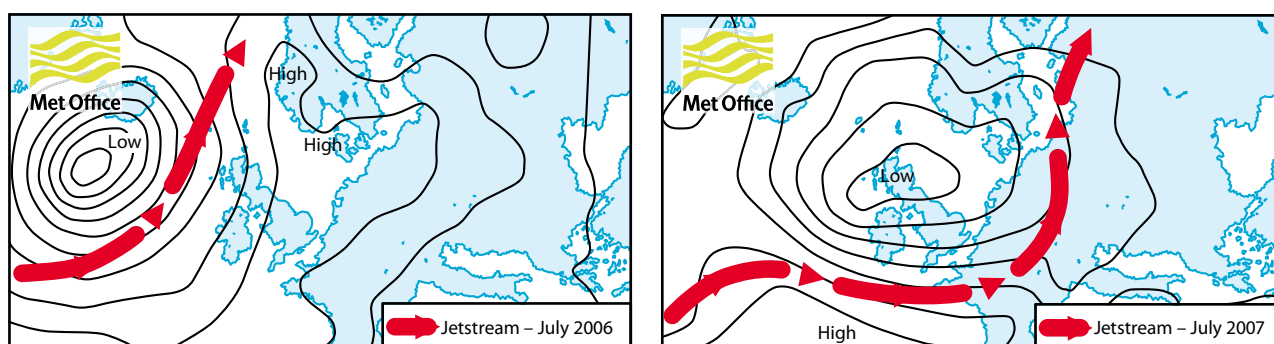 Met Office
Low
High
High
Jetstream – July 2006
Met Office
Low
High
Jetstream – July 2007